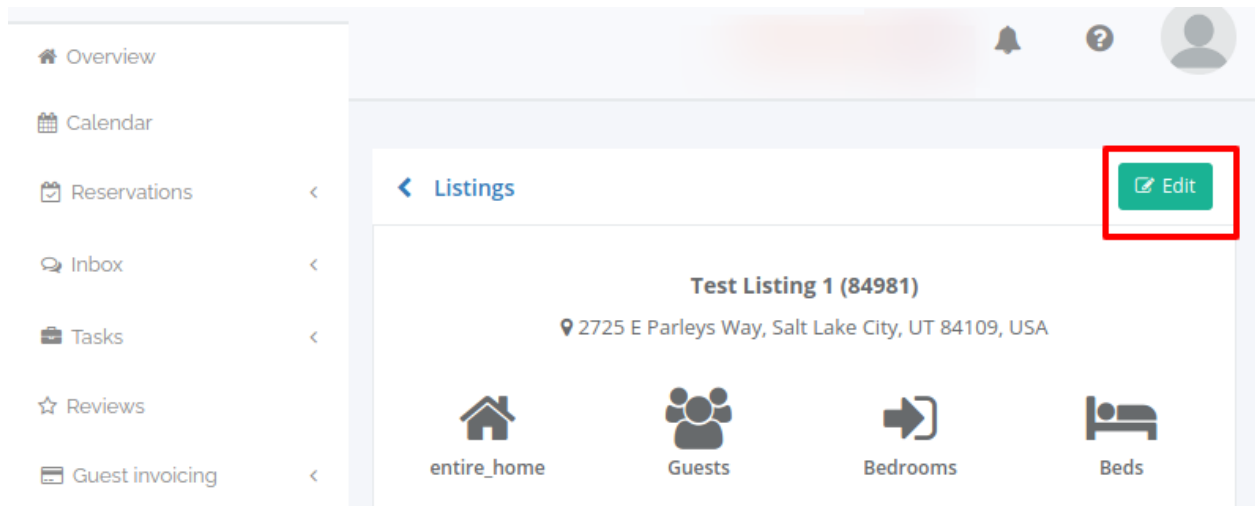 Overview
Calendar
Reservations
Inbox
Tasks
Reviews
Guest invoicing
Listings
Edit
Test Listing 1 (84981)
2725 E Parleys Way, Salt Lake City, UT 84109, USA
entire_home Guests Bedrooms Beds